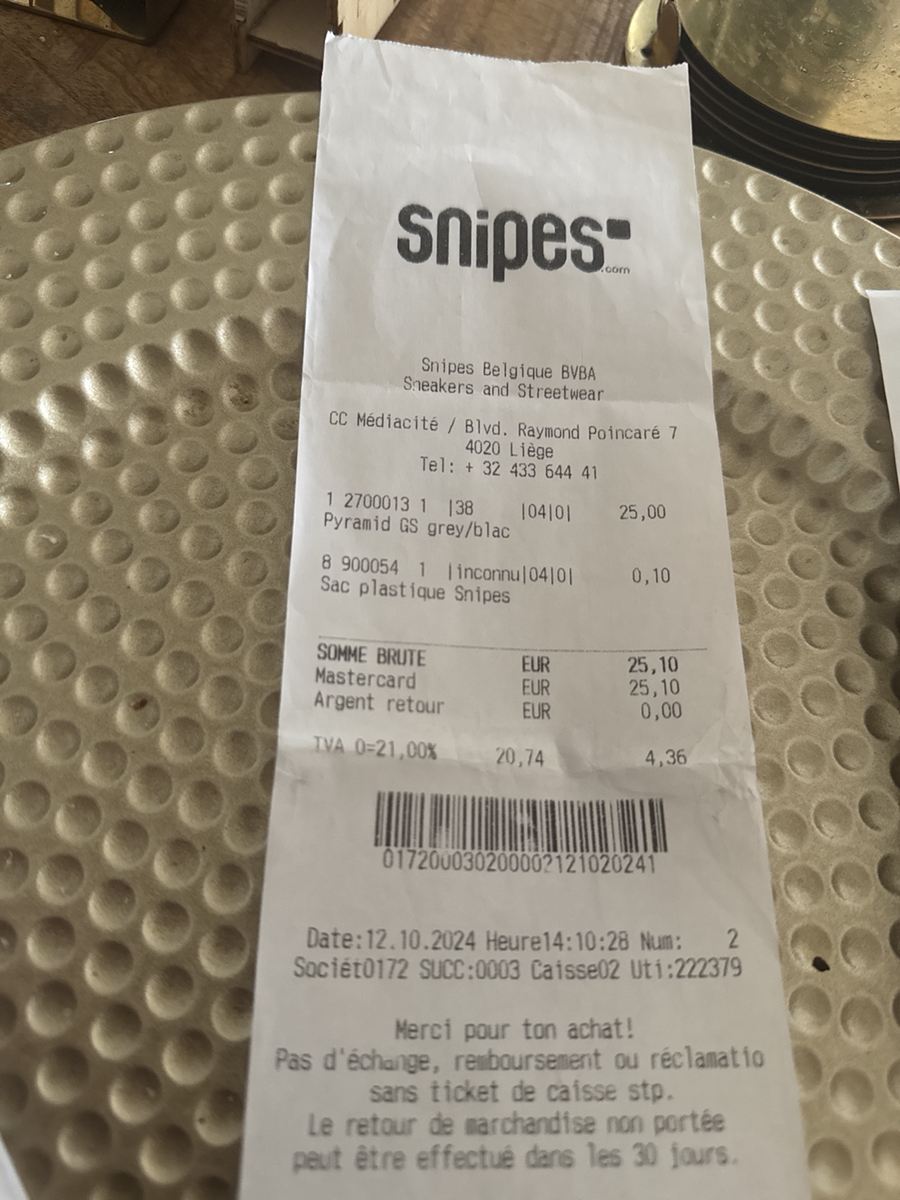 snipes
.com
Snipes Belgique BVBA
Sneakers and Streetwear
CC Médiacité / Blvd. Raymond Poincaré 7
4020 Liège
Tel: + 32 433 644 41
1 2700013 1 |38 |04|0| 25,00
Pyramid GS grey/blac
8 900054 1 |inconnu|04|0| 0,10
Sac plastique Snipes
SOMME BRUTE EUR 25,10
Mastercard EUR 25,10
Argent retour EUR 0,00
TVA 0=21,00% 20,74 4,36
017200030200002121020241
Date:12.10.2024 Heure14:10:28 Num: 2
Sociét0172 SUCC:0003 Caisse02 Uti:222379
Merci pour ton achat!
Pas d'échange, remboursement ou réclamatio
sans ticket de caisse stp.
Le retour de marchandise non portée
peut être effectué dans les 30 jours.